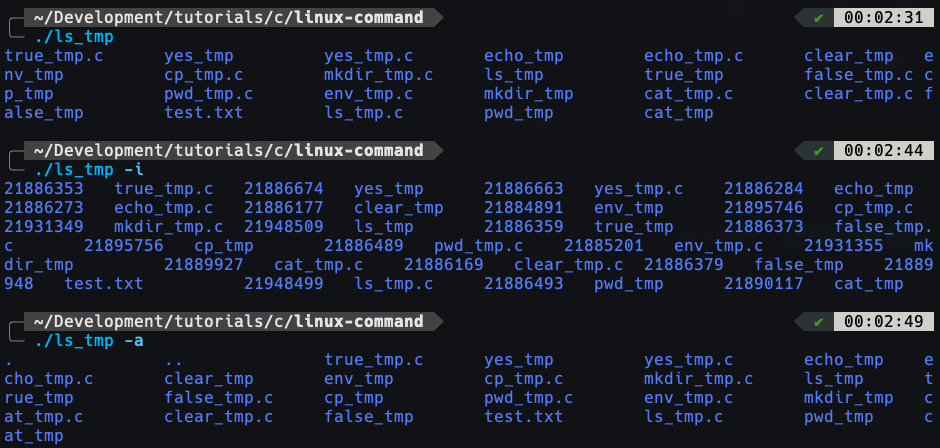 ~/Development/tutorials/c/linux-command ✔ 00:02:31
./ls_tmp
true_tmp.c yes_tmp yes_tmp.c echo_tmp echo_tmp.c clear_tmp e
nv_tmp cp_tmp.c mkdir_tmp.c ls_tmp true_tmp false_tmp.c c
p_tmp pwd_tmp.c env_tmp.c mkdir_tmp cat_tmp.c clear_tmp.c f
alse_tmp test.txt ls_tmp.c pwd_tmp cat_tmp
~/Development/tutorials/c/linux-command ✔ 00:02:44
./ls_tmp -i
21886353 true_tmp.c 21886674 yes_tmp 21886663 yes_tmp.c 21886284 echo_tmp
21886273 echo_tmp.c 21886177 clear_tmp 21884891 env_tmp 21895746 cp_tmp.c
21931349 mkdir_tmp.c 21948509 ls_tmp 21886359 true_tmp 21886373 false_tmp.
c 21895756 cp_tmp 21886489 pwd_tmp.c 21885201 env_tmp.c 21931355 mk
dir_tmp 21889927 cat_tmp.c 21886169 clear_tmp.c 21886379 false_tmp 21889
948 test.txt 21948499 ls_tmp.c 21886493 pwd_tmp 21890117 cat_tmp
~/Development/tutorials/c/linux-command ✔ 00:02:49
./ls_tmp -a
. .. true_tmp.c yes_tmp yes_tmp.c echo_tmp e
cho_tmp.c clear_tmp env_tmp cp_tmp.c mkdir_tmp.c ls_tmp t
rue_tmp false_tmp.c cp_tmp pwd_tmp.c env_tmp.c mkdir_tmp c
at_tmp.c clear_tmp.c false_tmp test.txt ls_tmp.c pwd_tmp c
at_tmp